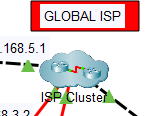 GLOBAL ISP
.168.5.1
ISP Cluster
8.3.2